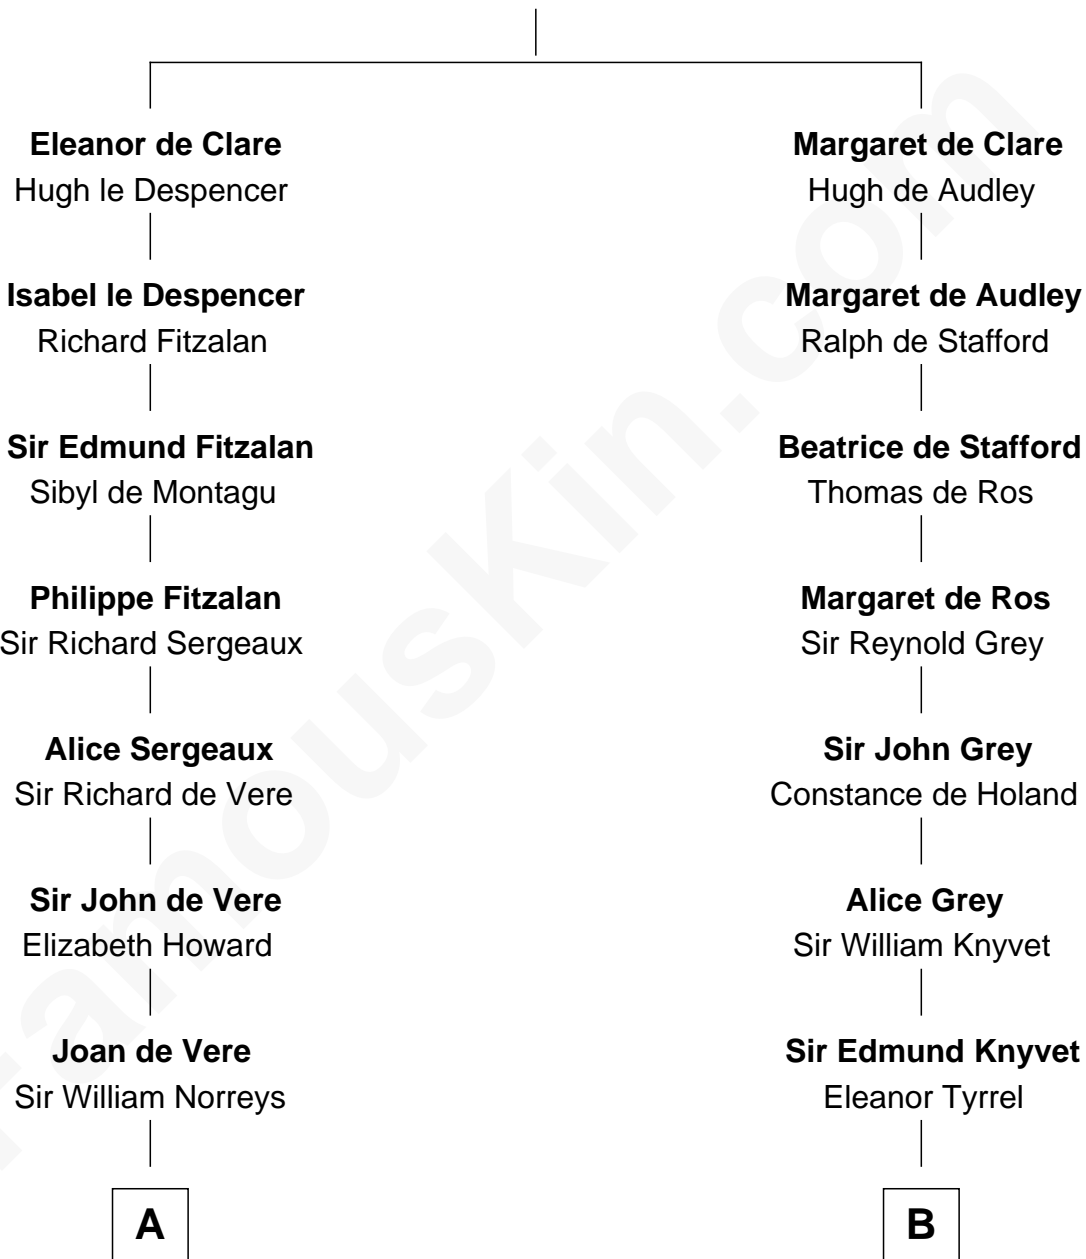 Eleanor de Clare
Hugh le Despencer
Margaret de Clare
Hugh de Audley
Isabel le Despencer
Richard Fitzalan
Margaret de Audley
Ralph de Stafford
Sir Edmund Fitzalan
Sibyl de Montagu
Beatrice de Stafford
Thomas de Ros
Philippe Fitzalan
Sir Richard Sergeaux
Margaret de Ros
Sir Reynold Grey
Alice Sergeaux
Sir Richard de Vere
Sir John Grey
Constance de Holand
Sir John de Vere
Elizabeth Howard
Alice Grey
Sir William Knyvet
Joan de Vere
Sir William Norreys
Sir Edmund Knyvet
Eleanor Tyrrel
A
B
FamousKin.com